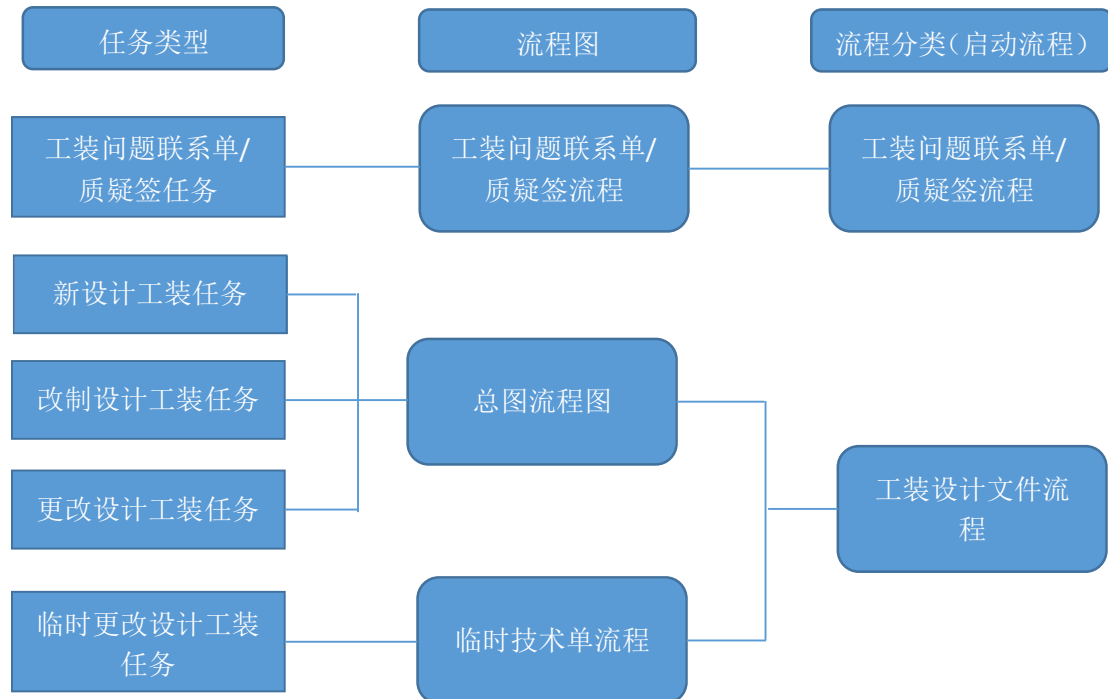 任务类型
流程图
流程分类（启动流程）
工装问题联系单/
质疑签任务
工装问题联系单/
质疑签流程
工装问题联系单/
质疑签流程
新设计工装任务
改制设计工装任务
总图流程图
更改设计工装任务
工装设计文件流
程
临时更改设计工装
任务
临时技术单流程